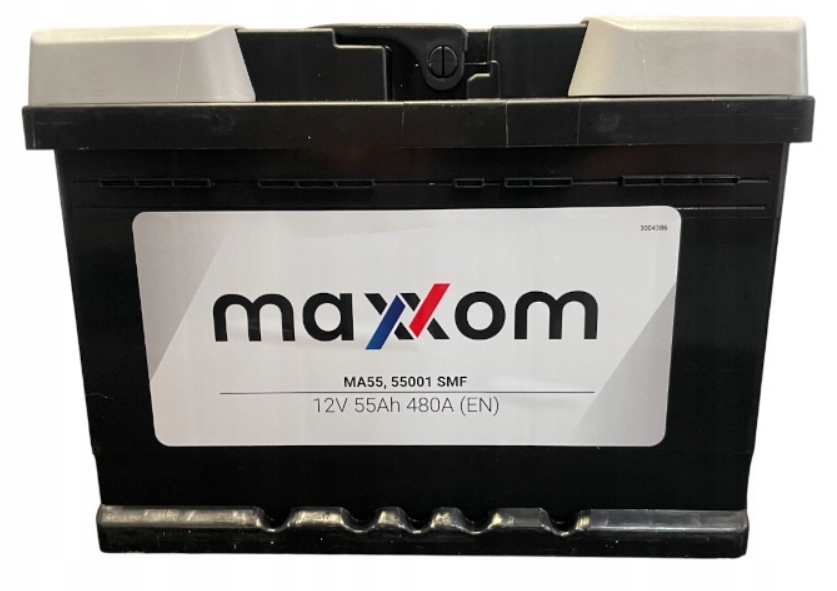 maxxom
MA55, 55001 SMF
12V 55Ah 480A (EN)